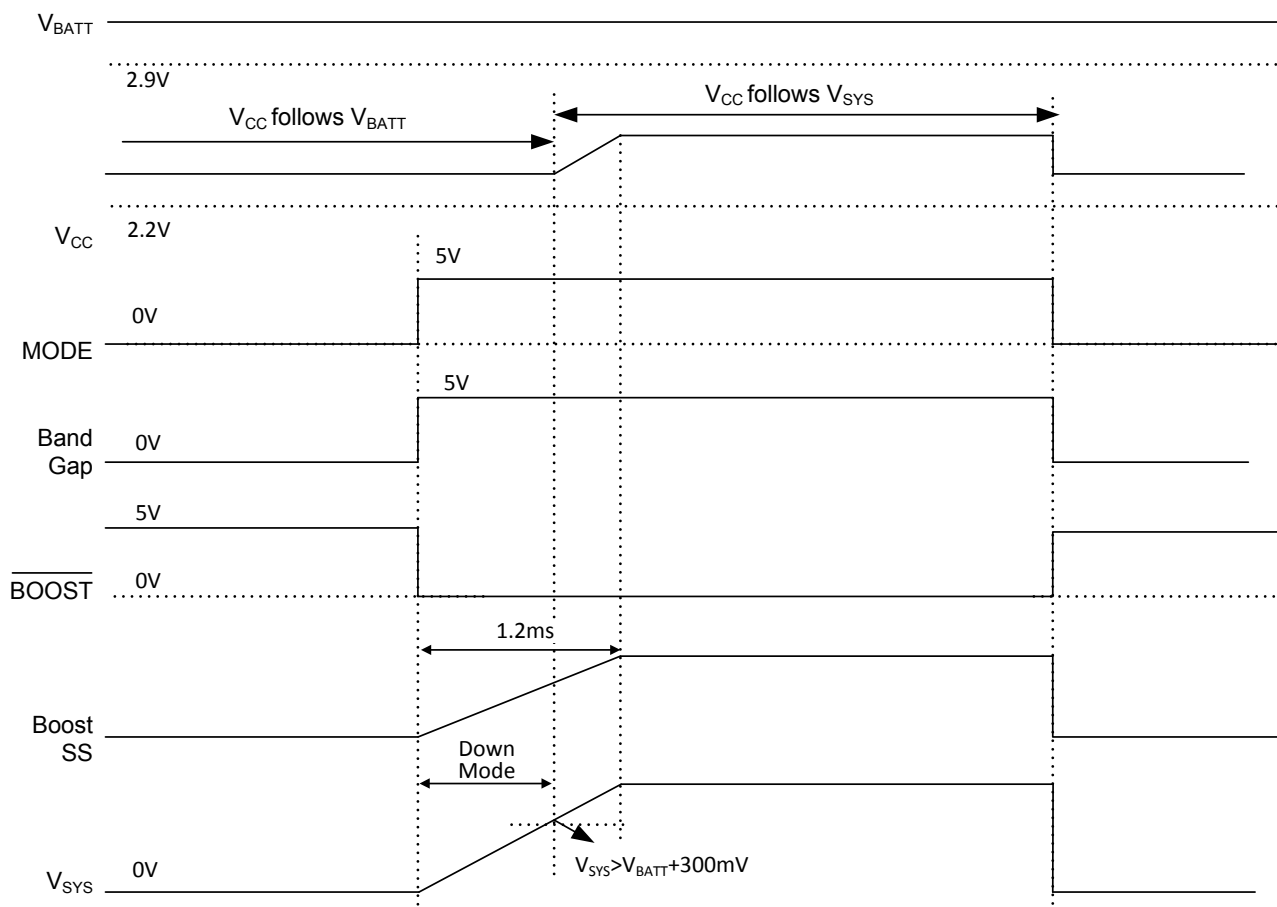 VBATT
2.9V
VCC follows VBATT
VCC follows VSYS
VCC
2.2V
5V
0V
MODE
5V
Band
Gap
0V
5V
BOOST
0V
1.2ms
Boost
SS
Down
Mode
VSYS>VBATT+300mV
VSYS
0V